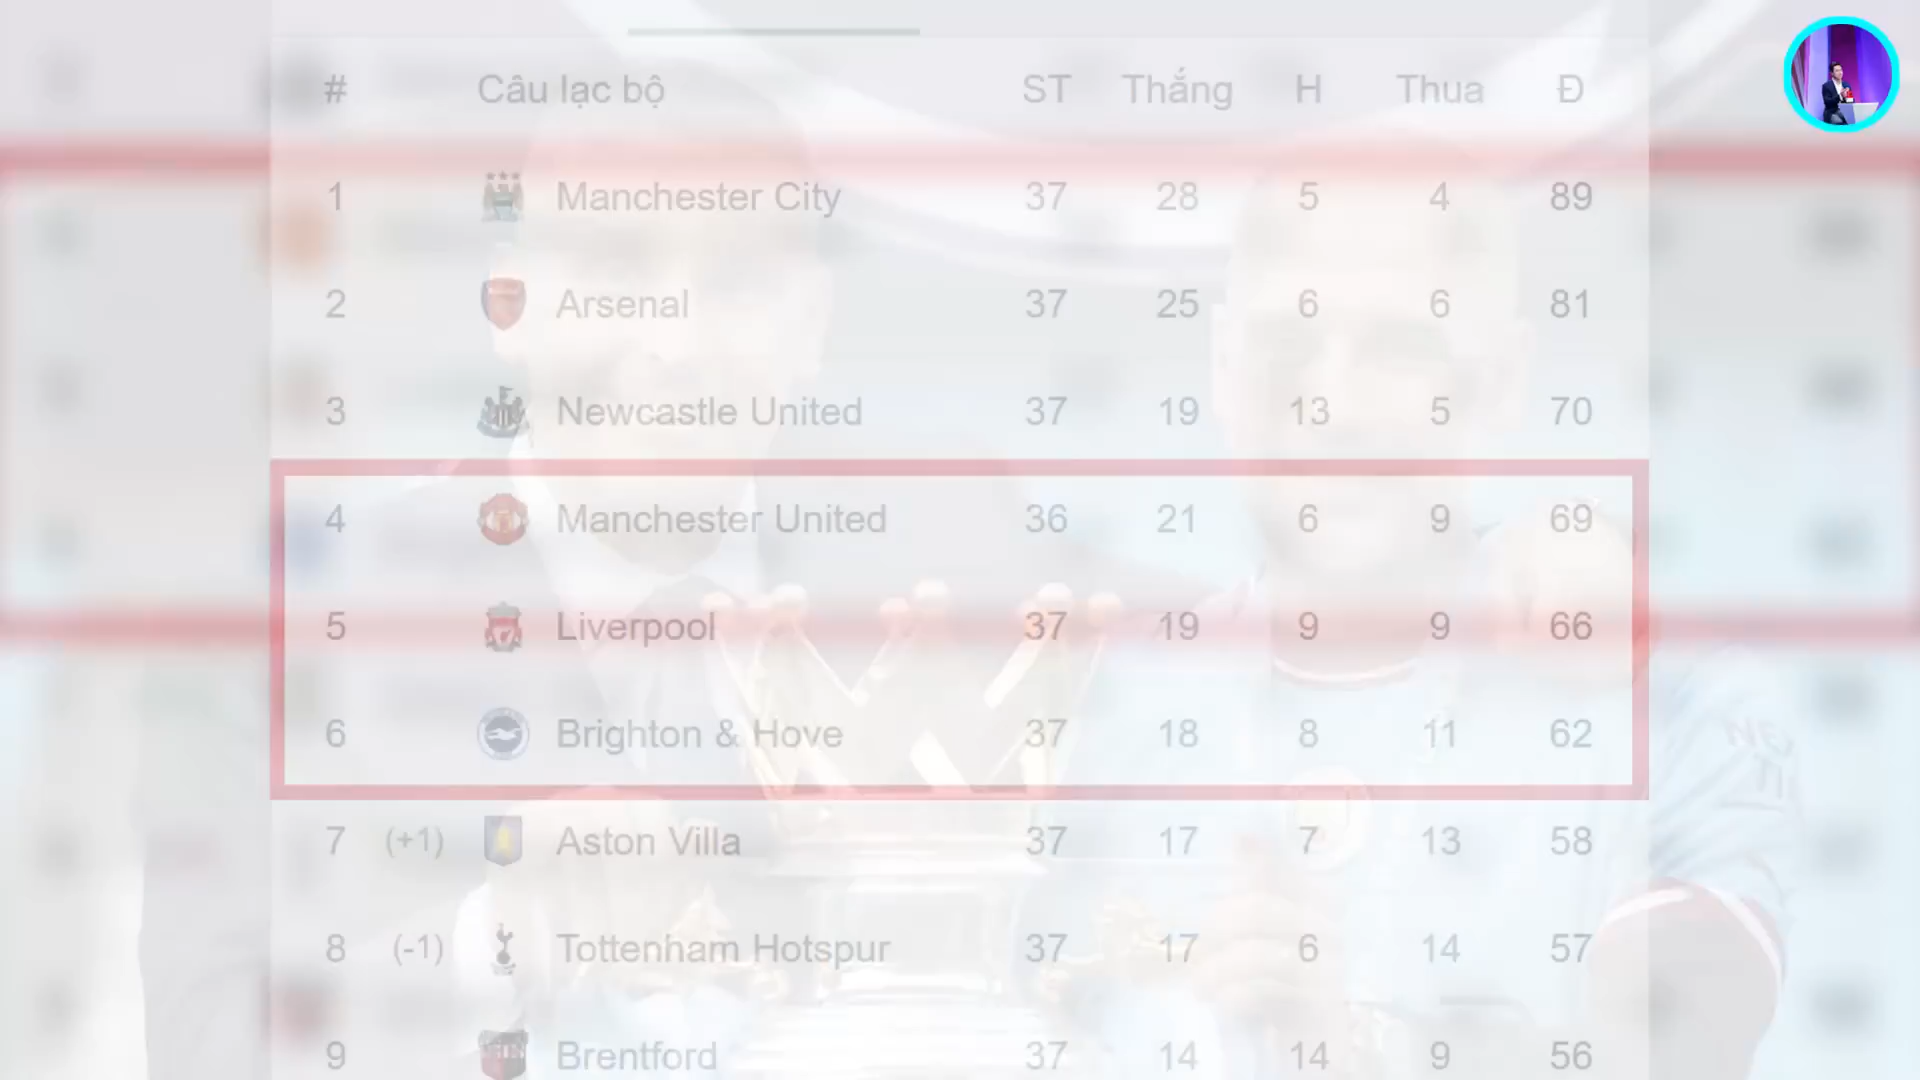 # Câu lạc bộ ST Thắng H Thua Đ
1 Manchester City 37 28 5 4 89
2 Arsenal 37 25 6 6 81
3 Newcastle United 37 19 13 5 70
4 Manchester United 36 21 6 9 69
5 Liverpool 37 19 9 9 66
6 Brighton & Hove 37 18 8 11 62
7 (+1) Aston Villa 37 17 7 13 58
8 (-1) Tottenham Hotspur 37 17 6 14 57
9 Brentford 37 14 14 9 56